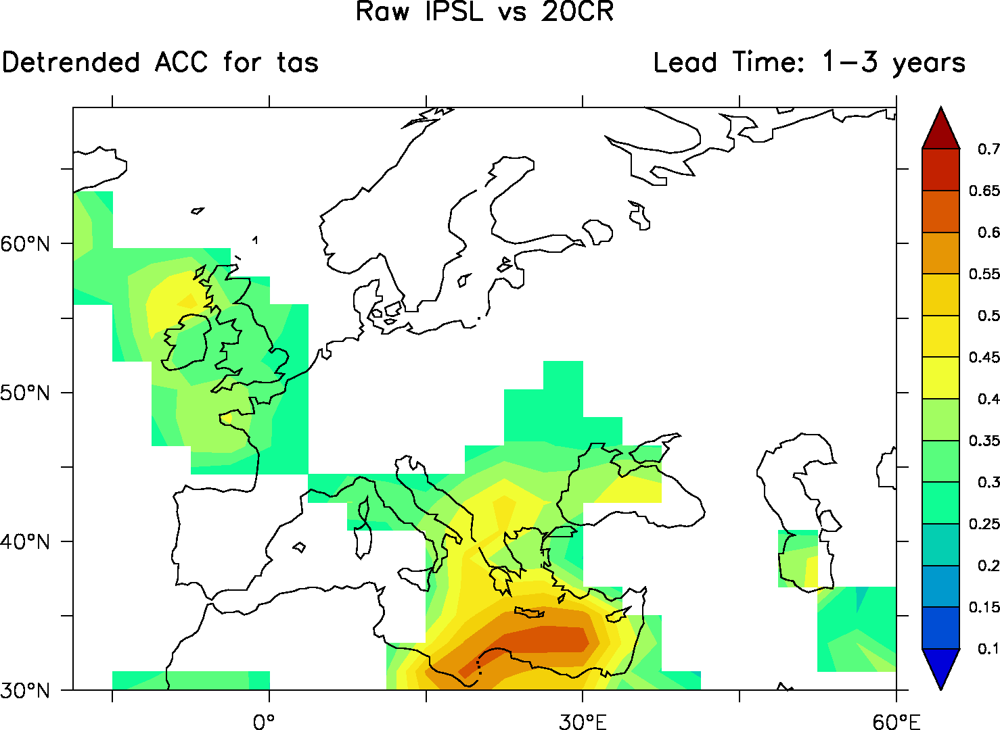 Raw IPSL vs 20CR
Detrended ACC for tas
Lead Time: 1-3 years
60°N
50°N
40°N
30°N
0°
30°E
60°E
0.7
0.65
0.6
0.55
0.5
0.45
0.4
0.35
0.3
0.25
0.2
0.15
0.1